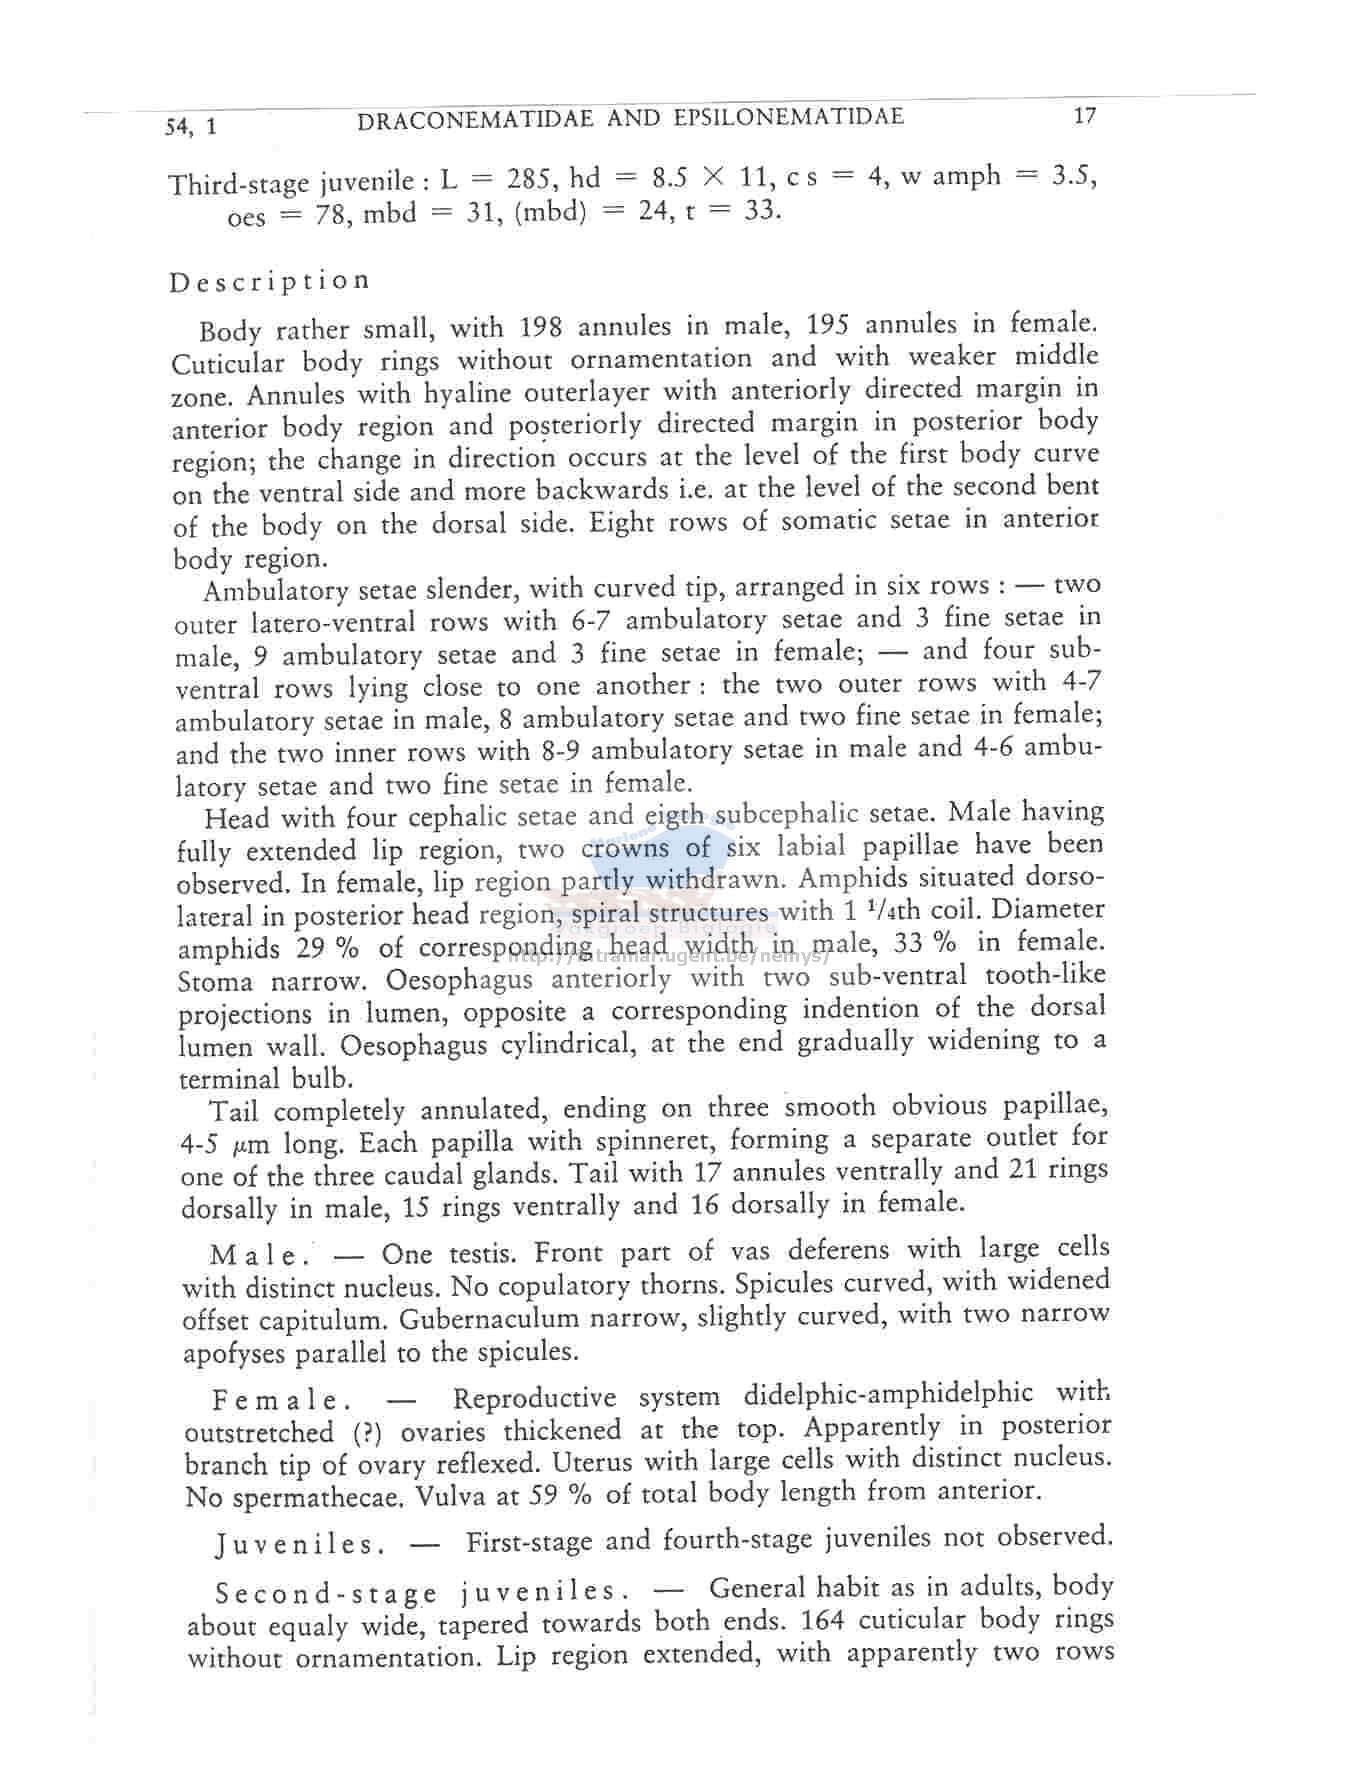 54, 1 DRACONEMATIDAE AND EPSILONEMATIDAE 17
Third-stage juvenile : L = 285, hd = 8.5 × 11, c s = 4, w amph = 3.5,
oes = 78, mbd = 31, (mbd) = 24, t = 33.
Description
Body rather small, with 198 annules in male, 195 annules in female.
Cuticular body rings without ornamentation and with weaker middle
zone. Annules with hyaline outerlayer with anteriorly directed margin in
anterior body region and posteriorly directed margin in posterior body
region; the change in direction occurs at the level of the first body curve
on the ventral side and more backwards i.e. at the level of the second bent
of the body on the dorsal side. Eight rows of somatic setae in anterior
body region.
Ambulatory setae slender, with curved tip, arranged in six rows : — two
outer latero-ventral rows with 6-7 ambulatory setae and 3 fine setae in
male, 9 ambulatory setae and 3 fine setae in female; — and four sub-
ventral rows lying close to one another : the two outer rows with 4-7
ambulatory setae in male, 8 ambulatory setae and two fine setae in female;
and the two inner rows with 8-9 ambulatory setae in male and 4-6 ambu-
latory setae and two fine setae in female.
Head with four cephalic setae and eigth subcephalic setae. Male having
fully extended lip region, two crowns of six labial papillae have been
observed. In female, lip region partly withdrawn. Amphids situated dorso-
lateral in posterior head region, spiral structures with 1 1/4th coil. Diameter
amphids 29 % of corresponding head width in male, 33 % in female.
Vakgroep Biologie
http://intramar.ugent.be/nemys/
Stoma narrow. Oesophagus anteriorly with two sub-ventral tooth-like
projections in lumen, opposite a corresponding indention of the dorsal
lumen wall. Oesophagus cylindrical, at the end gradually widening to a
terminal bulb.
Tail completely annulated, ending on three smooth obvious papillae,
4-5 μm long. Each papilla with spinneret, forming a separate outlet for
one of the three caudal glands. Tail with 17 annules ventrally and 21 rings
dorsally in male, 15 rings ventrally and 16 dorsally in female.
Male. — One testis. Front part of vas deferens with large cells
with distinct nucleus. No copulatory thorns. Spicules curved, with widened
offset capitulum. Gubernaculum narrow, slightly curved, with two narrow
apofyses parallel to the spicules.
Female. — Reproductive system didelphic-amphidelphic with
outstretched (?) ovaries thickened at the top. Apparently in posterior
branch tip of ovary reflexed. Uterus with large cells with distinct nucleus.
No spermathecae. Vulva at 59 % of total body length from anterior.
Juveniles. — First-stage and fourth-stage juveniles not observed.
Second-stage juveniles. — General habit as in adults, body
about equaly wide, tapered towards both ends. 164 cuticular body rings
without ornamentation. Lip region extended, with apparently two rows